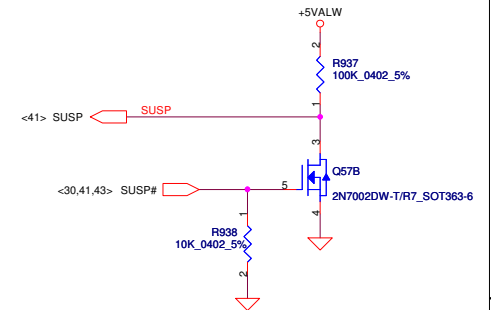 +5VALW
2
R937
100K_0402_5%
1
<41> SUSP
SUSP
3
Q57B
<30,41,43> SUSP#
5
2N7002DW-T/R7_SOT363-6
4
1
R938
10K_0402_5%
2